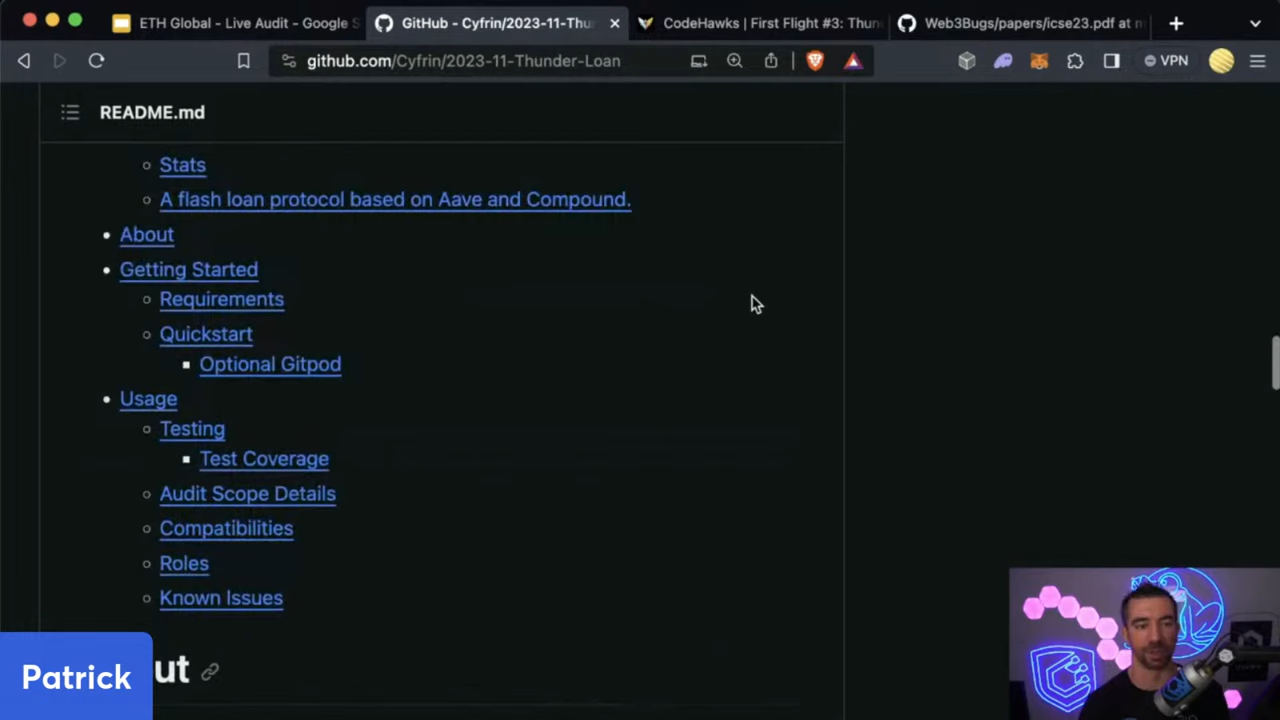 ETH Global - Live Audit - Google S
GitHub - Cyfrin/2023-11-Thu
CodeHawks | First Flight #3: Thun
Web3Bugs/papers/icse23.pdf at m
github.com/Cyfrin/2023-11-Thunder-Loan
VPN
README.md
Stats
A flash loan protocol based on Aave and Compound.
About
Getting Started
Requirements
Quickstart
Optional Gitpod
Usage
Testing
Test Coverage
Audit Scope Details
Compatibilities
Roles
Known Issues
ut
Patrick